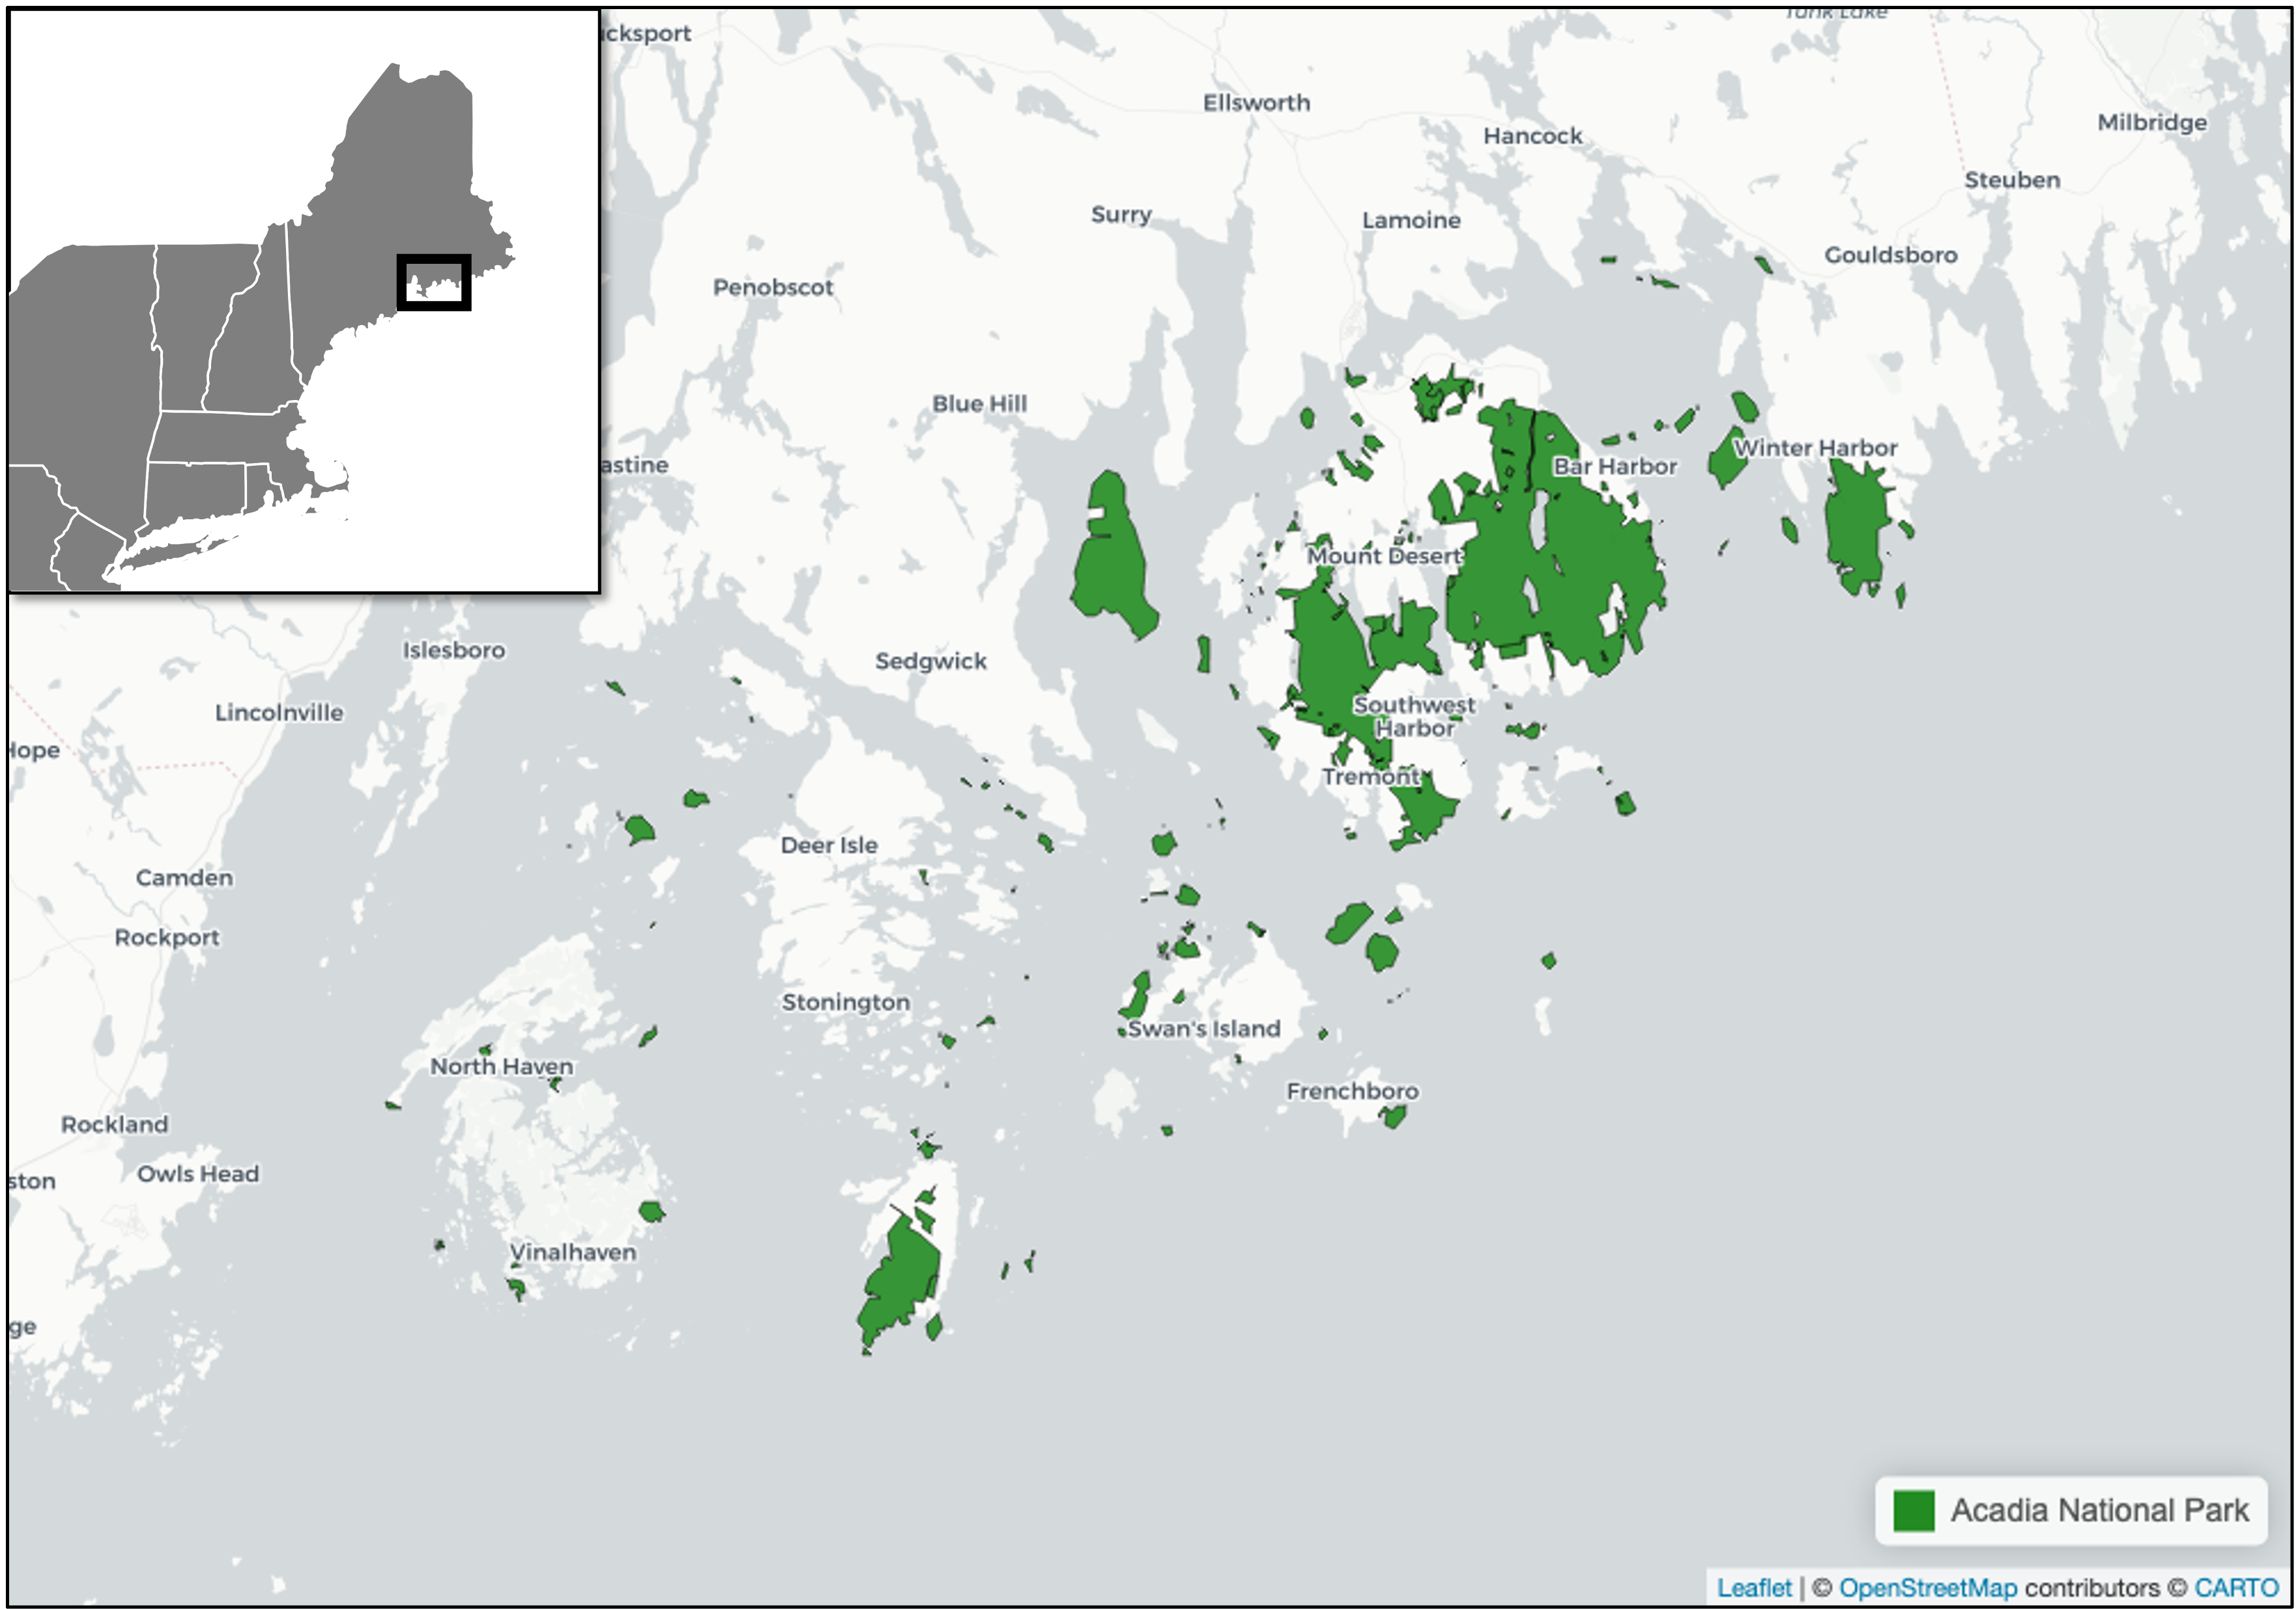 Tunk Lake
cksport
Ellsworth
Milbridge
Hancock
Steuben
Surry
Lamoine
Gouldsboro
Penobscot
Blue Hill
Winter Harbor
astine
Bar Harbor
Mount Desert
Islesboro
Sedgwick
Lincolnville
Southwest
Harbor
Hope
Tremont
Deer Isle
Camden
Rockport
Stonington
Swan's Island
North Haven
Frenchboro
Rockland
Owls Head
ston
Vinalhaven
ge
Acadia National Park
Leaflet | © OpenStreetMap contributors © CARTO